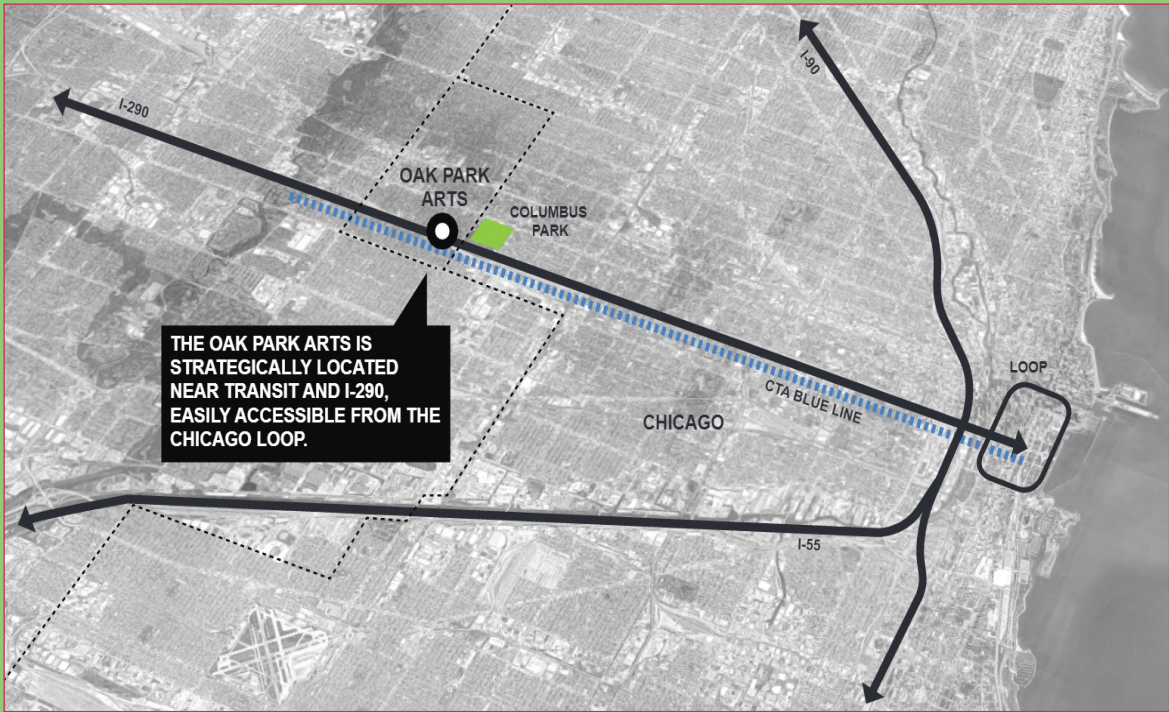 I-90
I-290
OAK PARK
ARTS
COLUMBUS
PARK
THE OAK PARK ARTS IS
STRATEGICALLY LOCATED
NEAR TRANSIT AND I-290,
EASILY ACCESSIBLE FROM THE
CHICAGO LOOP.
LOOP
CTA BLUE LINE
CHICAGO
I-55